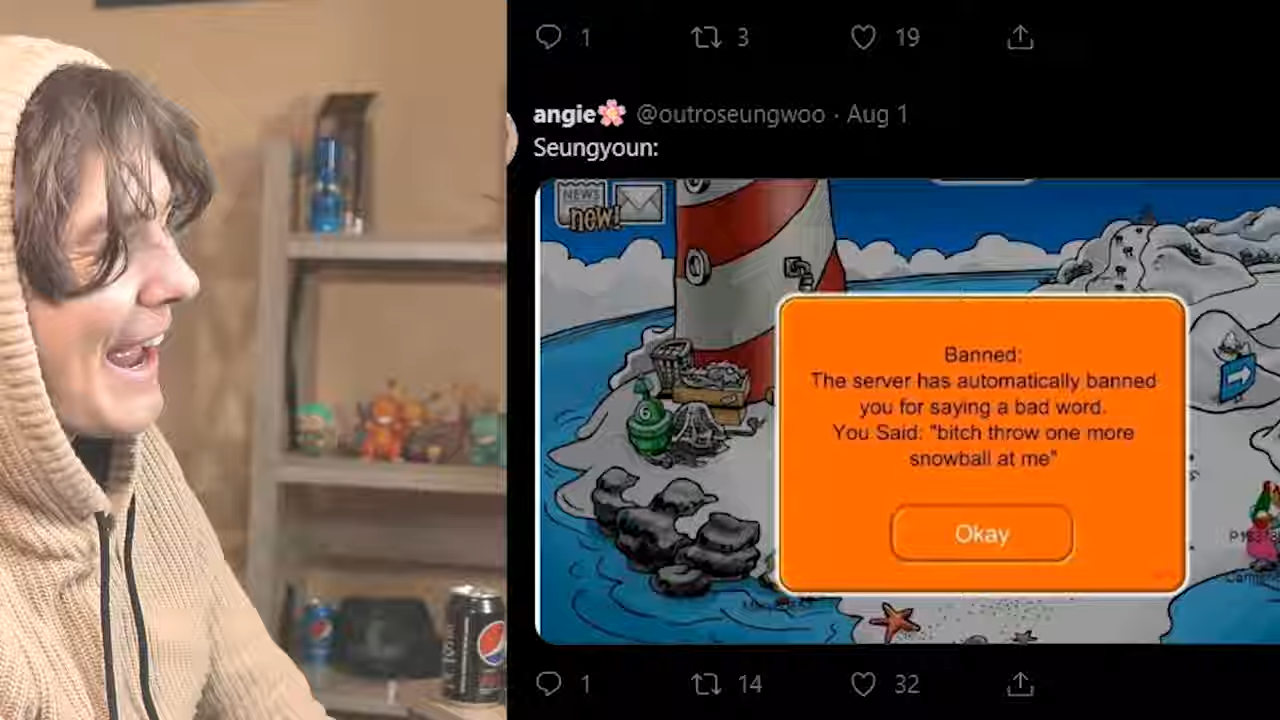 1 3 19
angie🌸 @outroseungwoo · Aug 1
Seungyoun:
NEWS
new!
Banned:
The server has automatically banned
you for saying a bad word.
You Said: "bitch throw one more
snowball at me"
Okay
1 14 32